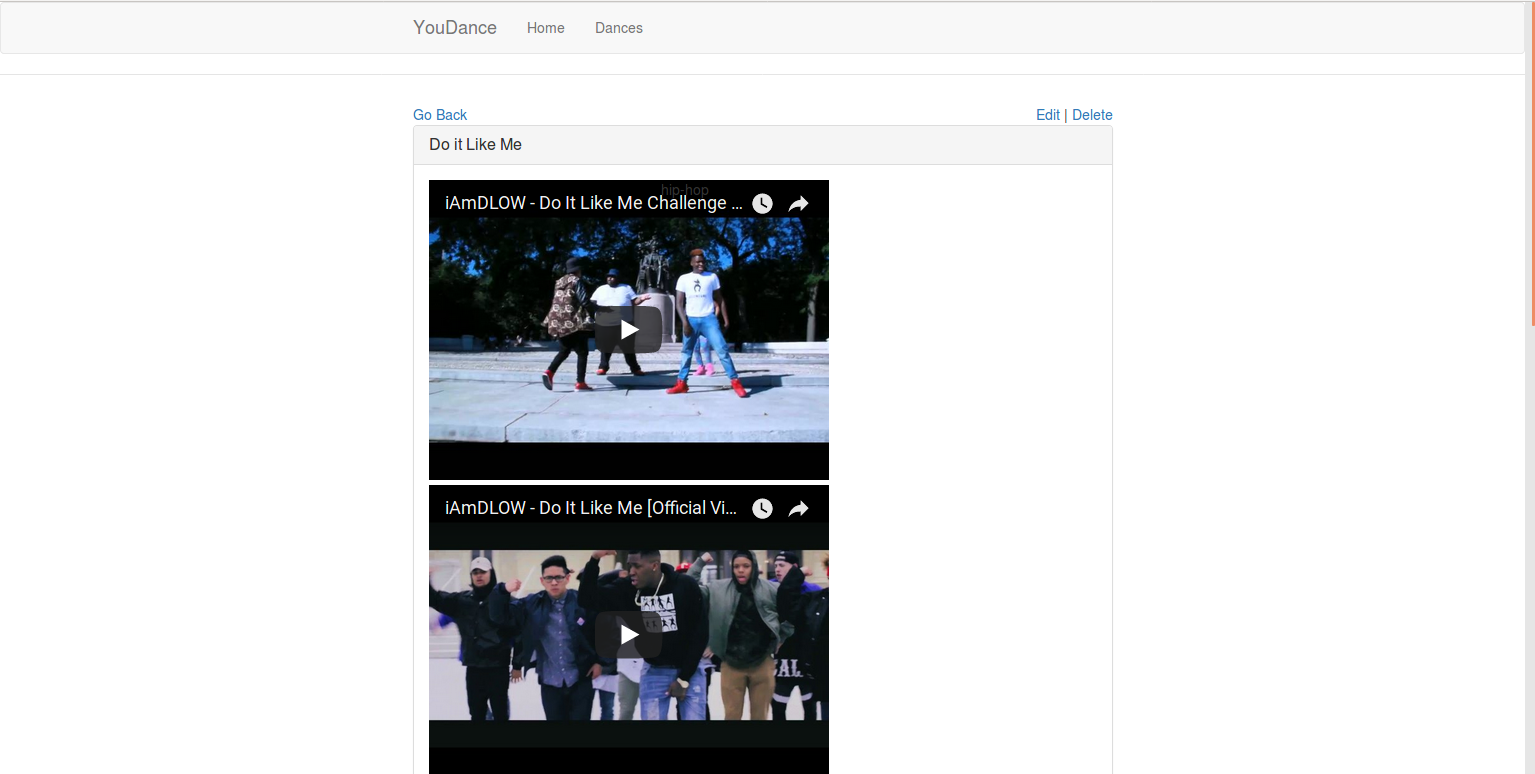 YouDance Home Dances
Go Back Edit | Delete
Do it Like Me
hip-hop
iAmDLOW - Do It Like Me Challenge ...
iAmDLOW - Do It Like Me [Official Vi...